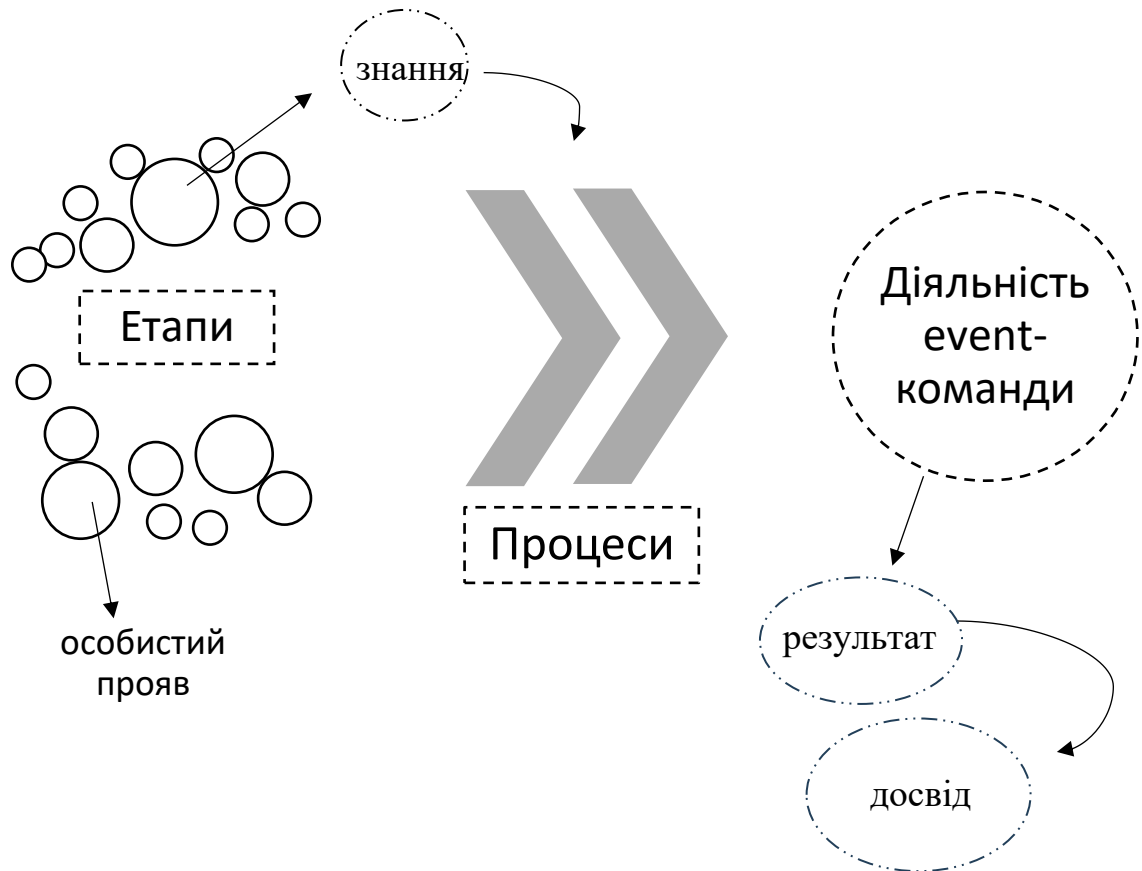 знання
Етапи
Діяльність
event-
команди
Процеси
особистий
прояв
результат
досвід